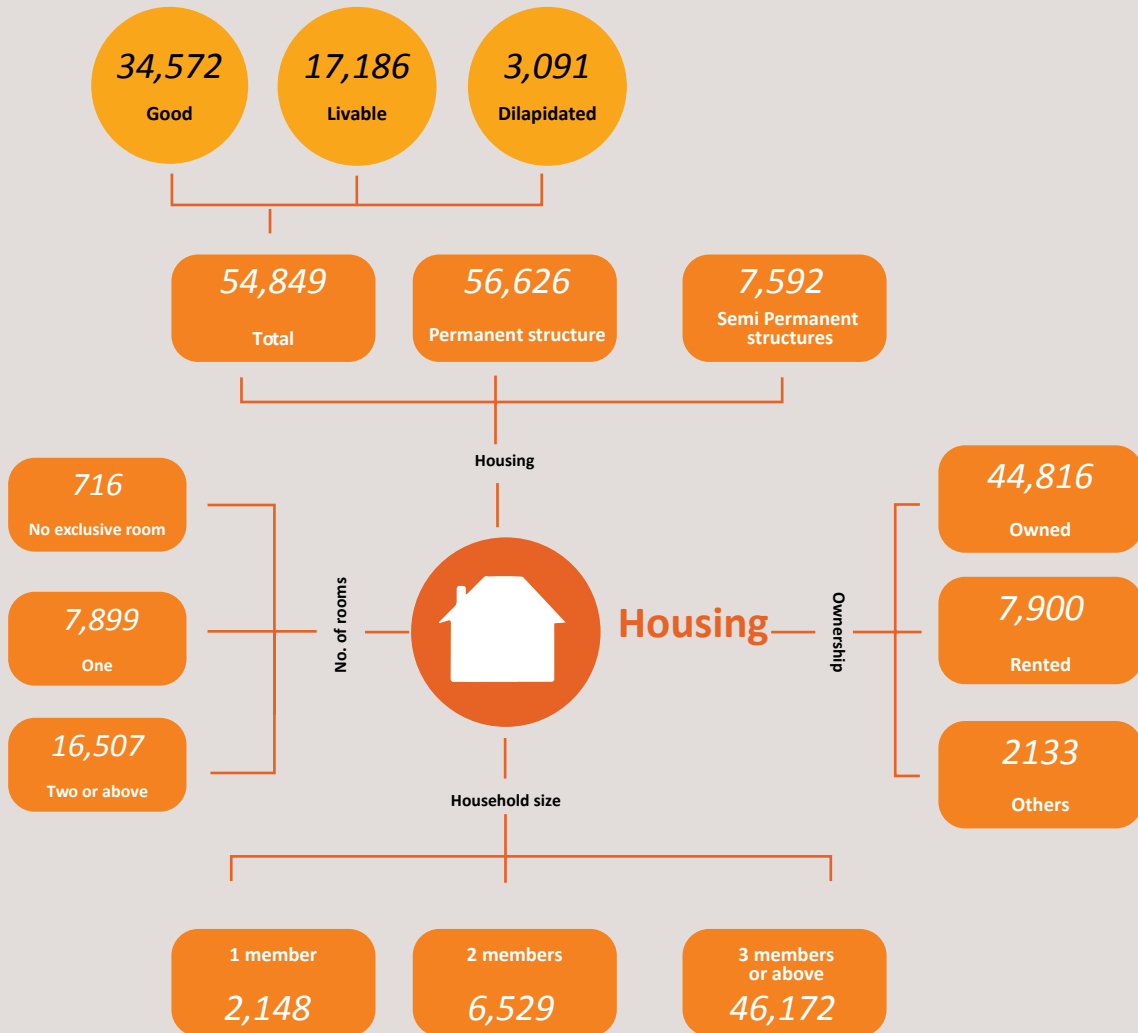 34,572
Good
17,186
Livable
3,091
Dilapidated
54,849
Total
56,626
Permanent structure
7,592
Semi Permanent
structures
Housing
716
No exclusive room
7,899
One
16,507
Two or above
No. of rooms
Housing
Ownership
44,816
Owned
7,900
Rented
2133
Others
Household size
1 member
2,148
2 members
6,529
3 members
or above
46,172